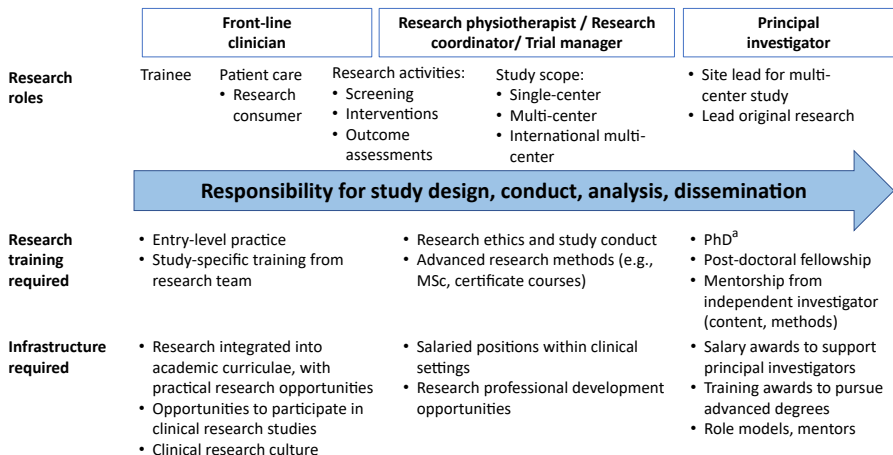 Front-line
clinician
Research physiotherapist / Research
coordinator/ Trial manager
Principal
investigator
Research
roles
Trainee
Patient care
• Research
consumer
Research activities:
• Screening
• Interventions
• Outcome
assessments
Study scope:
• Single-center
• Multi-center
• International multi-
center
• Site lead for multi-
center study
• Lead original research
Responsibility for study design, conduct, analysis, dissemination
Research
training
required
• Entry-level practice
• Study-specific training from
research team
• Research ethics and study conduct
• Advanced research methods (e.g.,
MSc, certificate courses)
• PhDa
• Post-doctoral fellowship
• Mentorship from
independent investigator
(content, methods)
Infrastructure
required
• Research integrated into
academic curriculae, with
practical research opportunities
• Opportunities to participate in
clinical research studies
• Clinical research culture
• Salaried positions within clinical
settings
• Research professional development
opportunities
• Salary awards to support
principal investigators
• Training awards to pursue
advanced degrees
• Role models, mentors